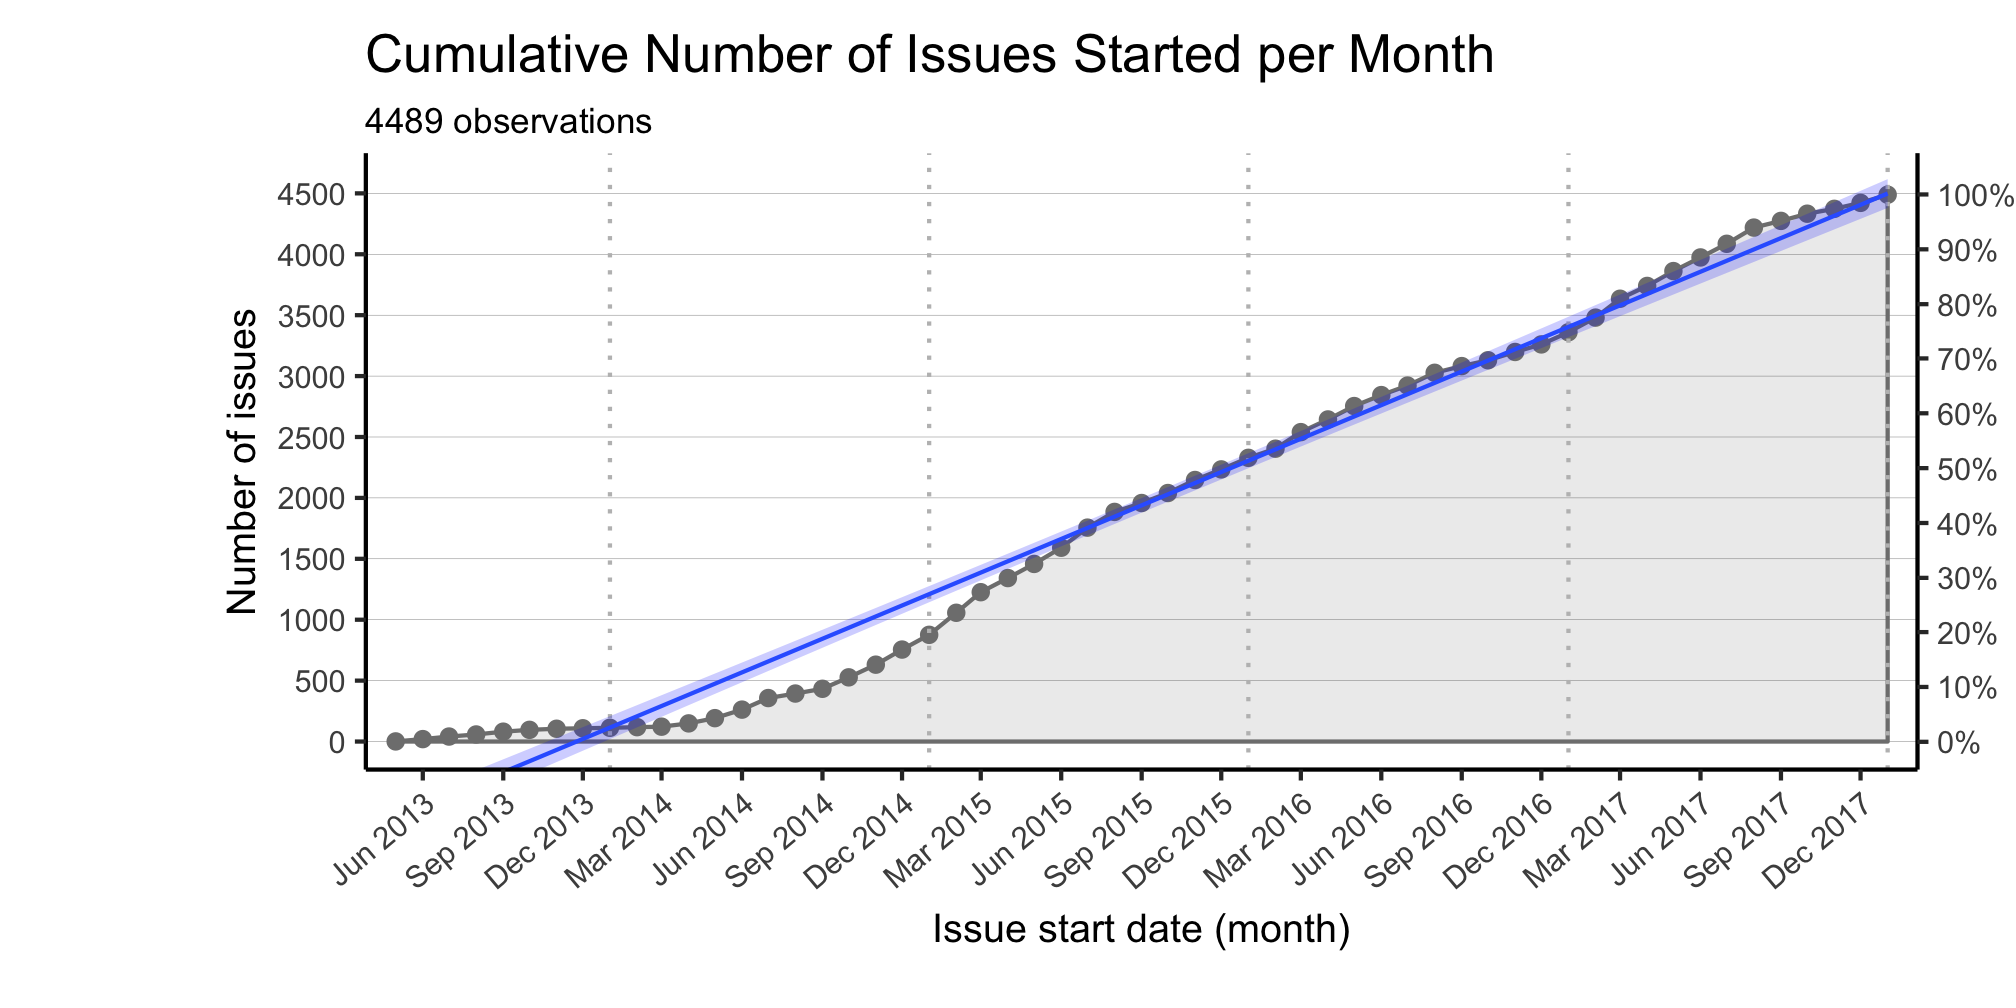 Cumulative Number of Issues Started per Month
4489 observations
Number of issues
4500
4000
3500
3000
2500
2000
1500
1000
500
0
100%
90%
80%
70%
60%
50%
40%
30%
20%
10%
0%
Jun 2013
Sep 2013
Dec 2013
Mar 2014
Jun 2014
Sep 2014
Dec 2014
Mar 2015
Jun 2015
Sep 2015
Dec 2015
Mar 2016
Jun 2016
Sep 2016
Dec 2016
Mar 2017
Jun 2017
Sep 2017
Dec 2017
Issue start date (month)